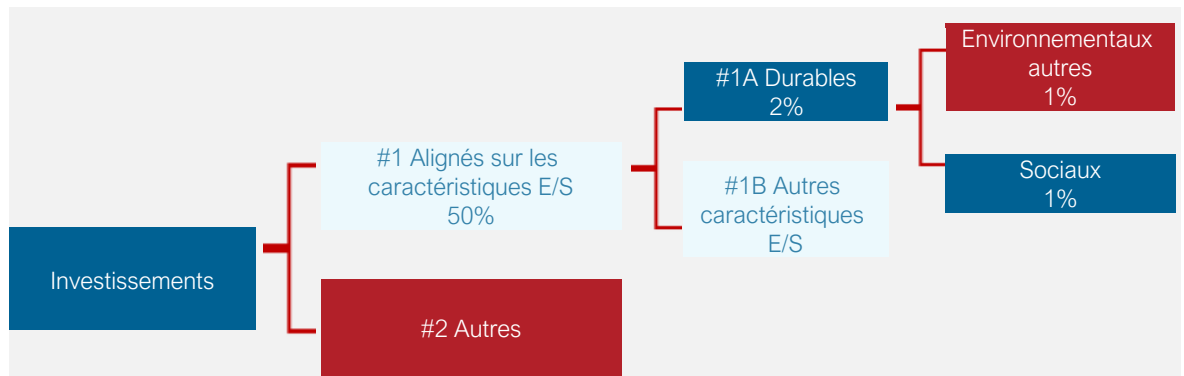 Investissements
#1 Alignés sur les
caractéristiques E/S
50%
#2 Autres
#1A Durables
2%
#1B Autres
caractéristiques
E/S
Environnementaux
autres
1%
Sociaux
1%